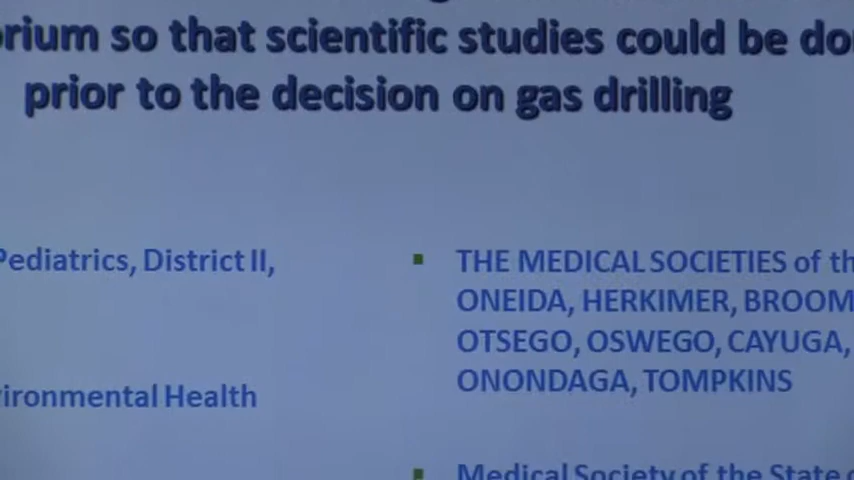 orium so that scientific studies could be do
prior to the decision on gas drilling
Pediatrics, District II,
vironmental Health
THE MEDICAL SOCIETIES of th
ONEIDA, HERKIMER, BROOM
OTSEGO, OSWEGO, CAYUGA,
ONONDAGA, TOMPKINS
Medical Society of the State o